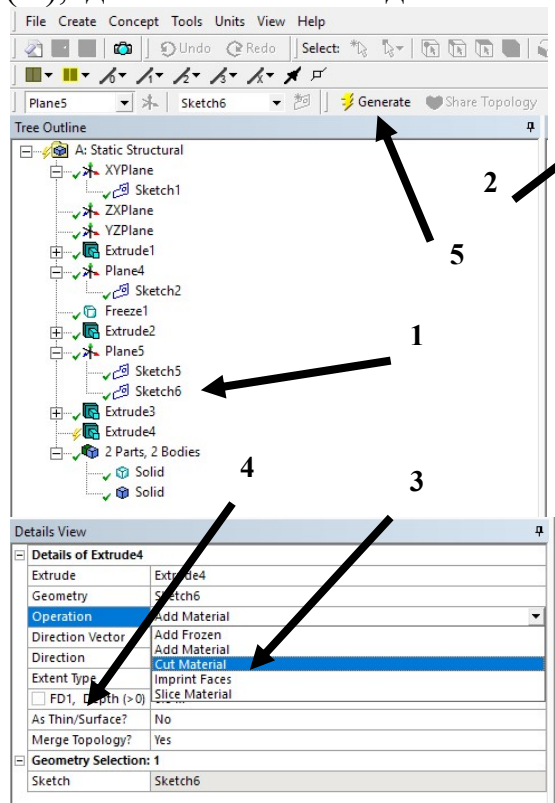 File Create Concept Tools Units View Help
Undo Redo Select:
Plane5 Sketch6 Generate Share Topology
Tree Outline
A: Static Structural
2
XYPlane
Sketch1
ZXPlane
YZPlane
5
Extrude1
Plane4
Sketch2
Freeze1
Extrude2
1
Plane5
Sketch5
Sketch6
Extrude3
Extrude4
2 Parts, 2 Bodies
4
3
Solid
Solid
Details View
Details of Extrude4
Extrude Extrude4
Geometry Sketch6
Operation Add Material
Direction Vector Add Frozen
Add Material
Direction Cut Material
Extent Type Imprint Faces
FD1, Depth (>0) Slice Material
As Thin/Surface? No
Merge Topology? Yes
Geometry Selection: 1
Sketch Sketch6